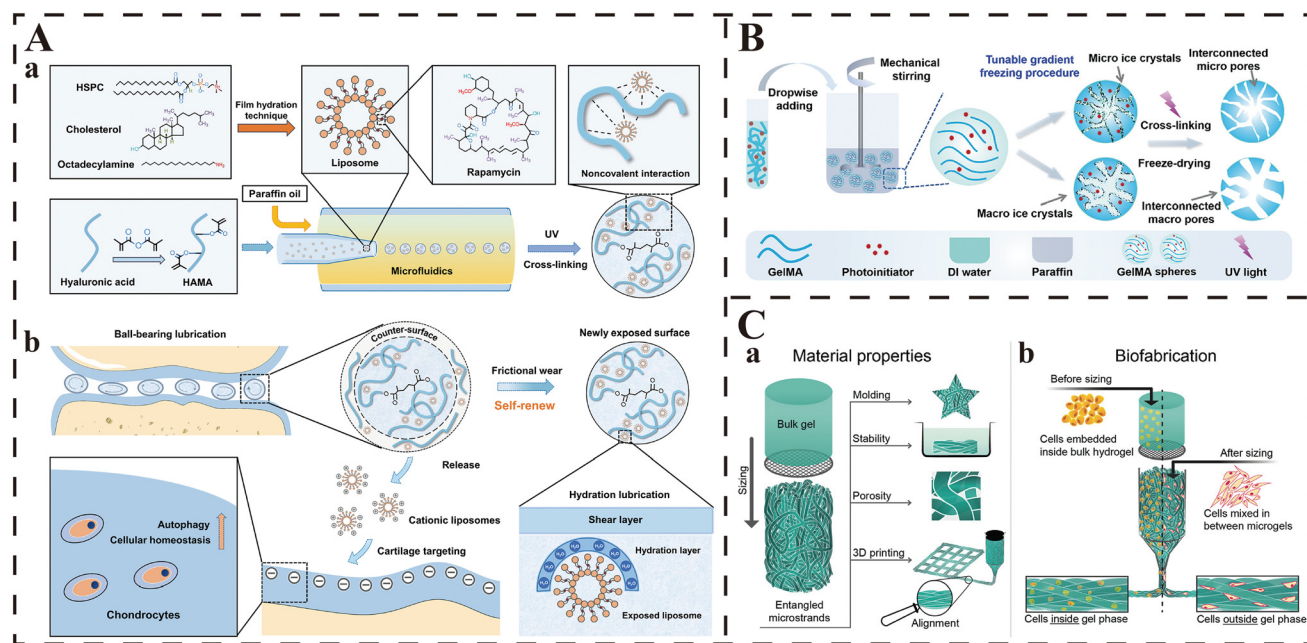 A
a
HSPC
Cholesterol
Octadecylamine
Film hydration
technique
Liposome
Rapamycin
Noncovalent interaction
Paraffin oil
Hyaluronic acid
HAMA
Microfluidics
UV
Cross-linking
b
Ball-bearing lubrication
Counter-surface
Frictional wear
Self-renew
Newly exposed surface
Release
Cationic liposomes
Cartilage targeting
Autophagy
Cellular homeostasis
Chondrocytes
Hydration lubrication
Shear layer
Hydration layer
H₂O
H₂O
H₂O
H₂O
H₂O
H₂O
Exposed liposome
B
Dropwise
adding
Mechanical
stirring
Tunable gradient
freezing procedure
Micro ice crystals
Interconnected
micro pores
Cross-linking
Freeze-drying
Macro ice crystals
Interconnected
macro pores
GelMA
Photoinitiator
DI water
Paraffin
GelMA spheres
UV light
C
a
Material properties
Bulk gel
Sizing
Entangled
microstrands
Molding
Stability
Porosity
3D printing
Alignment
b
Biofabrication
Before sizing
Cells embedded
inside bulk hydrogel
After sizing
Cells mixed in
between microgels
Cells inside gel phase
Cells outside gel phase